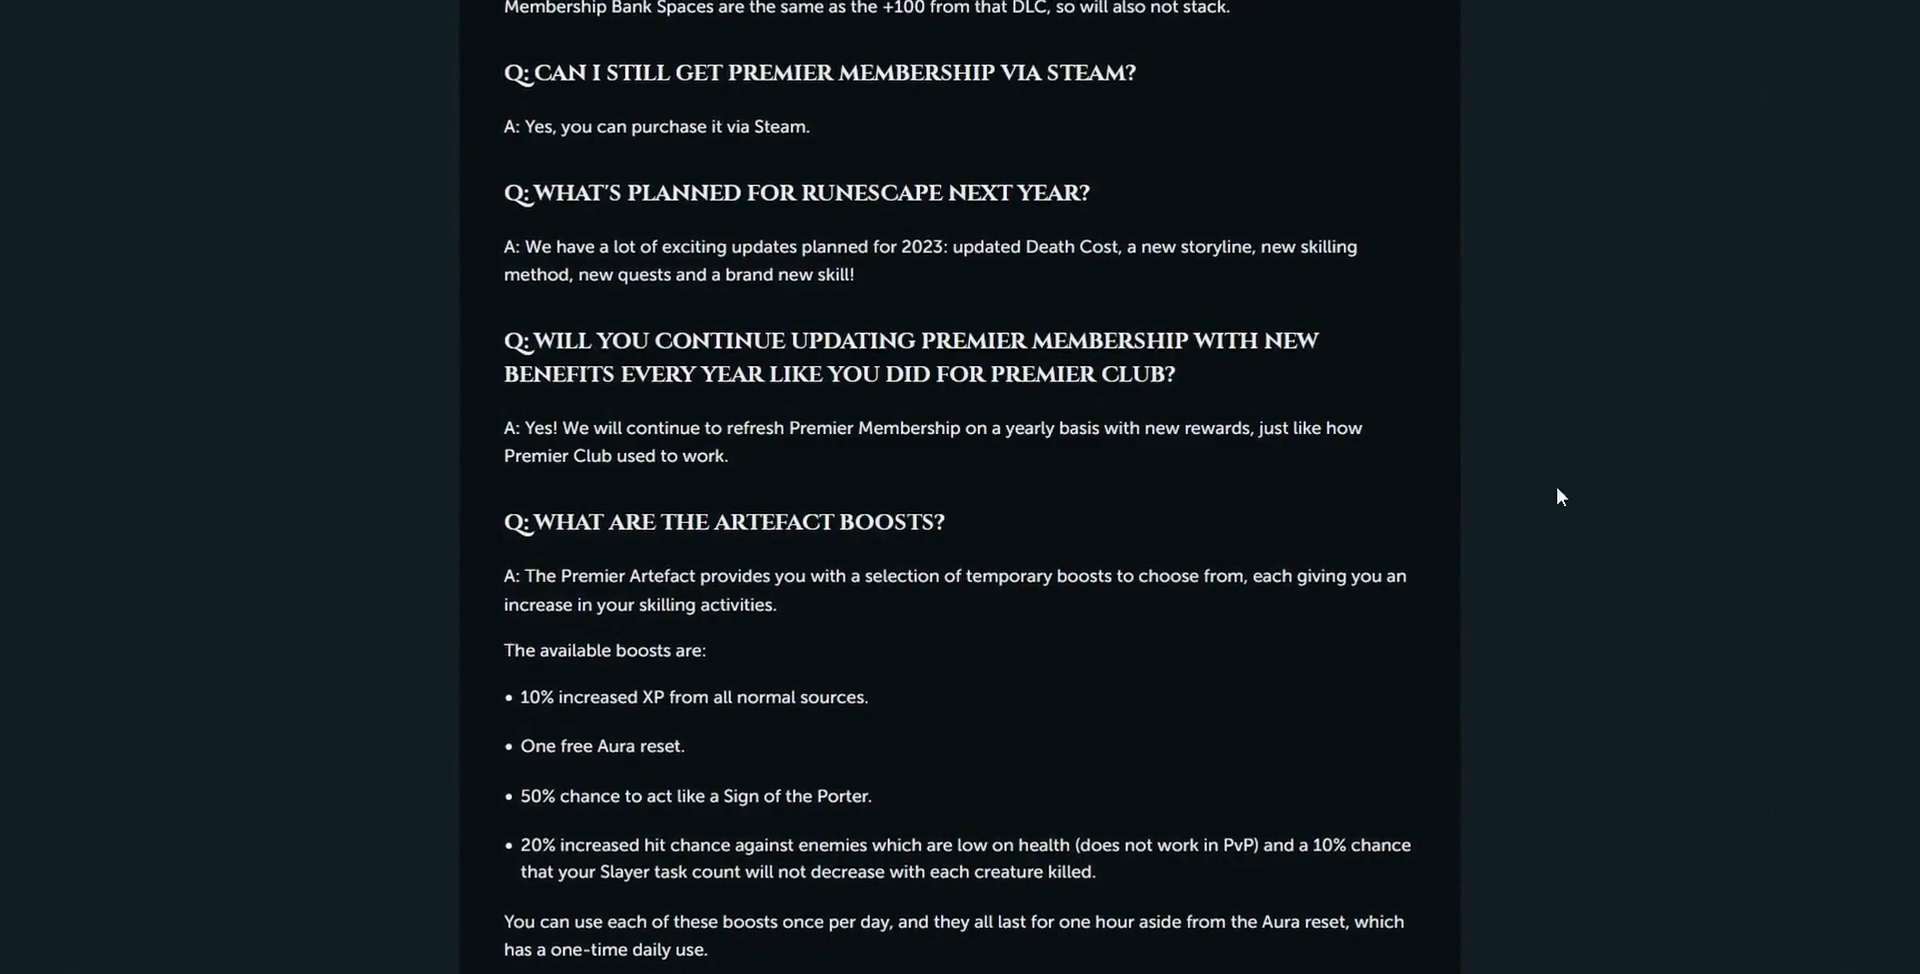 Membership Bank Spaces are the same as the +100 from that DLC, so will also not stack.
Q: CAN I STILL GET PREMIER MEMBERSHIP VIA STEAM?
A: Yes, you can purchase it via Steam.
Q: WHAT'S PLANNED FOR RUNESCAPE NEXT YEAR?
A: We have a lot of exciting updates planned for 2023: updated Death Cost, a new storyline, new skilling
method, new quests and a brand new skill!
Q: WILL YOU CONTINUE UPDATING PREMIER MEMBERSHIP WITH NEW
BENEFITS EVERY YEAR LIKE YOU DID FOR PREMIER CLUB?
A: Yes! We will continue to refresh Premier Membership on a yearly basis with new rewards, just like how
Premier Club used to work.
Q: WHAT ARE THE ARTEFACT BOOSTS?
A: The Premier Artefact provides you with a selection of temporary boosts to choose from, each giving you an
increase in your skilling activities.
The available boosts are:
• 10% increased XP from all normal sources.
• One free Aura reset.
• 50% chance to act like a Sign of the Porter.
• 20% increased hit chance against enemies which are low on health (does not work in PvP) and a 10% chance
that your Slayer task count will not decrease with each creature killed.
You can use each of these boosts once per day, and they all last for one hour aside from the Aura reset, which
has a one-time daily use.